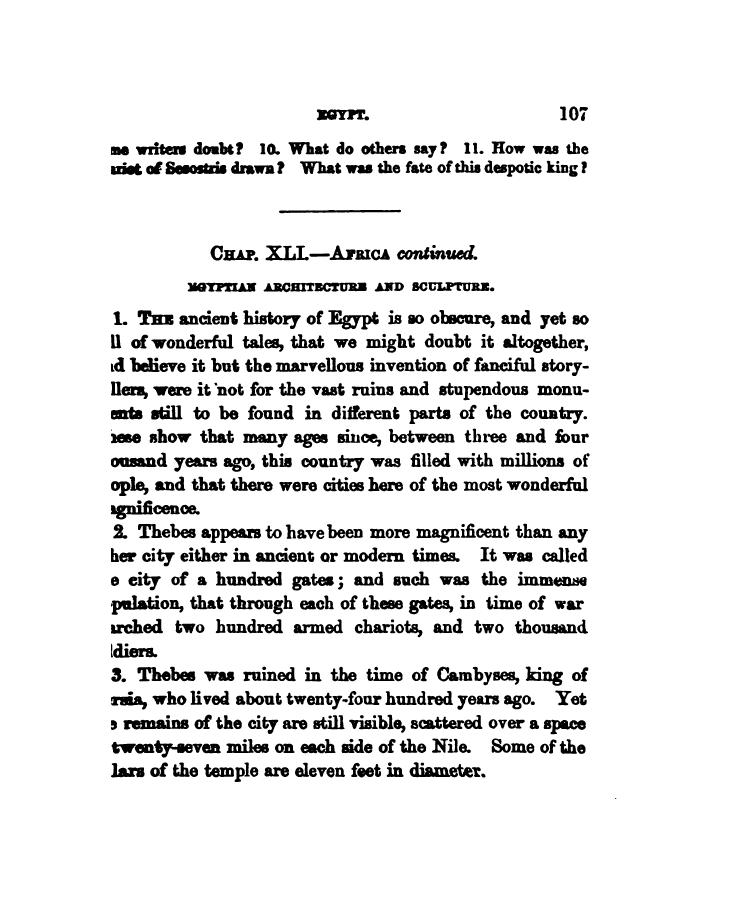 EGYPT. 107
me writers doubt? 10. What do others say? 11. How was the
riot of Sesostris drawn? What was the fate of this despotic king?
CHAP. XLI.—AFRICA continued.
EGYPTIAN ARCHITECTURE AND SCULPTURE.
1. THE ancient history of Egypt is so obscure, and yet so
ll of wonderful tales, that we might doubt it altogether,
d believe it but the marvellous invention of fanciful story-
llers, were it not for the vast ruins and stupendous monu-
ents still to be found in different parts of the country.
hese show that many ages since, between three and four
ousand years ago, this country was filled with millions of
ople, and that there were cities here of the most wonderful
agnificence.
2. Thebes appears to have been more magnificent than any
her city either in ancient or modern times. It was called
e city of a hundred gates; and such was the immense
pulation, that through each of these gates, in time of war
arched two hundred armed chariots, and two thousand
ldiers.
3. Thebes was ruined in the time of Cambyses, king of
rsia, who lived about twenty-four hundred years ago. Yet
e remains of the city are still visible, scattered over a space
twenty-seven miles on each side of the Nile. Some of the
lars of the temple are eleven feet in diameter.